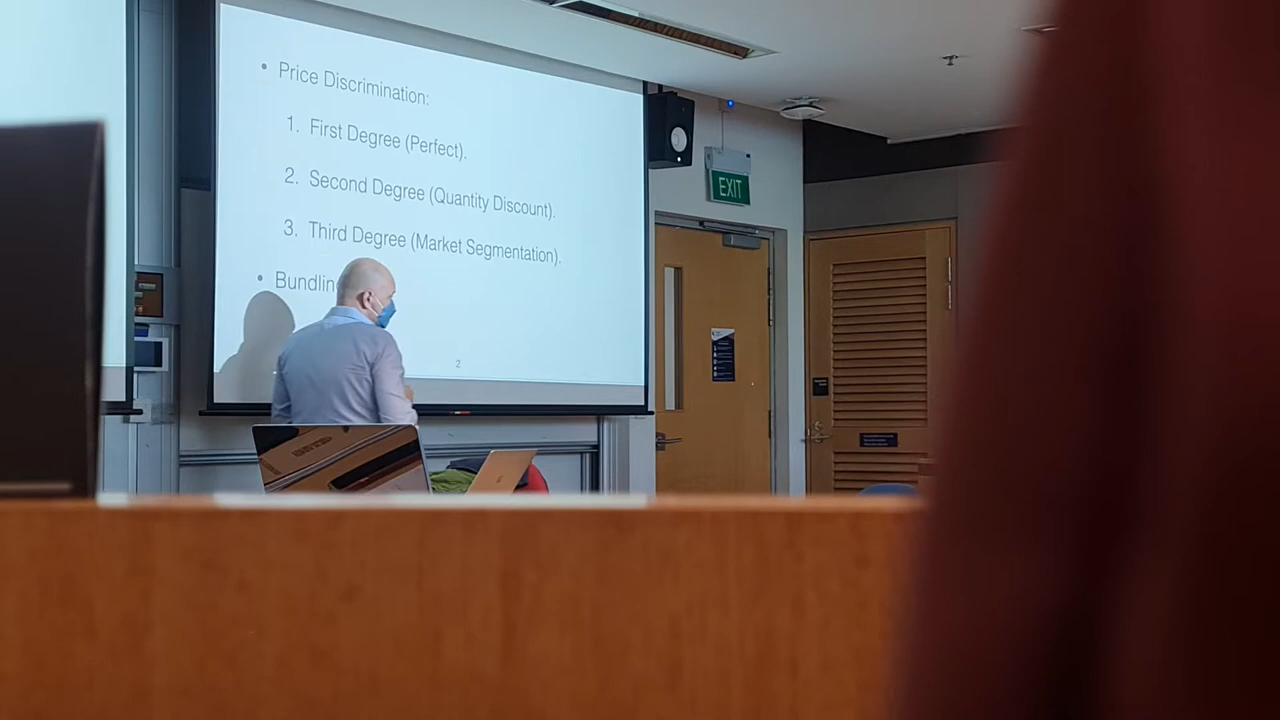 • Price Discrimination:
1. First Degree (Perfect).
2. Second Degree (Quantity Discount).
3. Third Degree (Market Segmentation).
• Bundlin
2
EXIT